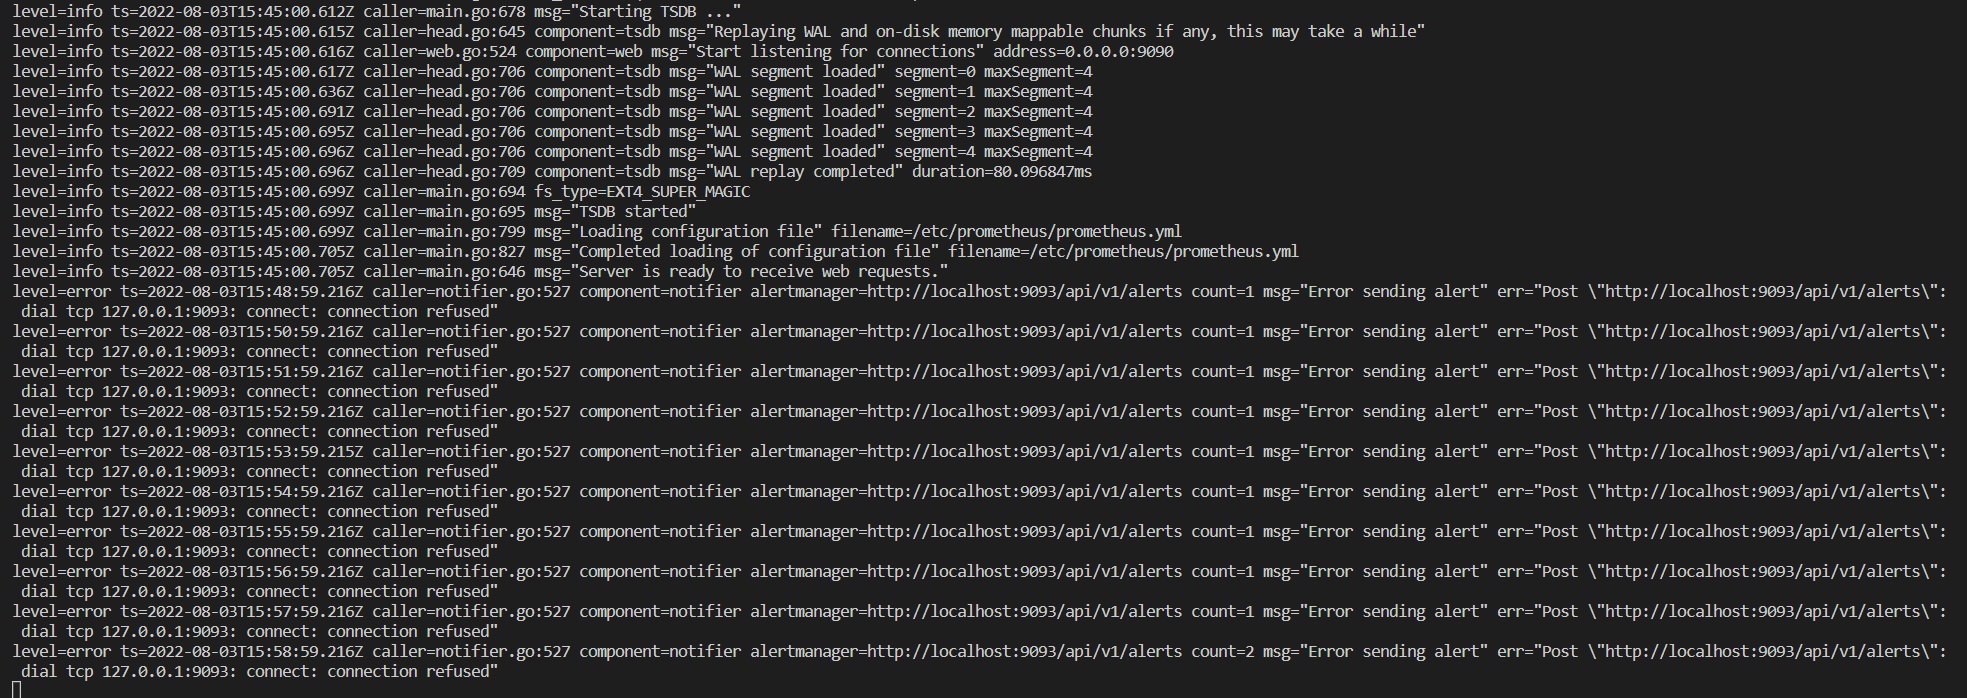 level=info ts=2022-08-03T15:45:00.612Z caller=main.go:678 msg="Starting TSDB ..."
level=info ts=2022-08-03T15:45:00.615Z caller=head.go:645 component=tsdb msg="Replaying WAL and on-disk memory mappable chunks if any, this may take a while"
level=info ts=2022-08-03T15:45:00.616Z caller=web.go:524 component=web msg="Start listening for connections" address=0.0.0.0:9090
level=info ts=2022-08-03T15:45:00.617Z caller=head.go:706 component=tsdb msg="WAL segment loaded" segment=0 maxSegment=4
level=info ts=2022-08-03T15:45:00.636Z caller=head.go:706 component=tsdb msg="WAL segment loaded" segment=1 maxSegment=4
level=info ts=2022-08-03T15:45:00.691Z caller=head.go:706 component=tsdb msg="WAL segment loaded" segment=2 maxSegment=4
level=info ts=2022-08-03T15:45:00.695Z caller=head.go:706 component=tsdb msg="WAL segment loaded" segment=3 maxSegment=4
level=info ts=2022-08-03T15:45:00.696Z caller=head.go:706 component=tsdb msg="WAL segment loaded" segment=4 maxSegment=4
level=info ts=2022-08-03T15:45:00.696Z caller=head.go:709 component=tsdb msg="WAL replay completed" duration=80.096847ms
level=info ts=2022-08-03T15:45:00.699Z caller=main.go:694 fs_type=EXT4_SUPER_MAGIC
level=info ts=2022-08-03T15:45:00.699Z caller=main.go:695 msg="TSDB started"
level=info ts=2022-08-03T15:45:00.699Z caller=main.go:799 msg="Loading configuration file" filename=/etc/prometheus/prometheus.yml
level=info ts=2022-08-03T15:45:00.705Z caller=main.go:827 msg="Completed loading of configuration file" filename=/etc/prometheus/prometheus.yml
level=info ts=2022-08-03T15:45:00.705Z caller=main.go:646 msg="Server is ready to receive web requests."
level=error ts=2022-08-03T15:48:59.216Z caller=notifier.go:527 component=notifier alertmanager=http://localhost:9093/api/v1/alerts count=1 msg="Error sending alert" err="Post \"http://localhost:9093/api/v1/alerts\":
dial tcp 127.0.0.1:9093: connect: connection refused"
level=error ts=2022-08-03T15:50:59.216Z caller=notifier.go:527 component=notifier alertmanager=http://localhost:9093/api/v1/alerts count=1 msg="Error sending alert" err="Post \"http://localhost:9093/api/v1/alerts\":
dial tcp 127.0.0.1:9093: connect: connection refused"
level=error ts=2022-08-03T15:51:59.216Z caller=notifier.go:527 component=notifier alertmanager=http://localhost:9093/api/v1/alerts count=1 msg="Error sending alert" err="Post \"http://localhost:9093/api/v1/alerts\":
dial tcp 127.0.0.1:9093: connect: connection refused"
level=error ts=2022-08-03T15:52:59.216Z caller=notifier.go:527 component=notifier alertmanager=http://localhost:9093/api/v1/alerts count=1 msg="Error sending alert" err="Post \"http://localhost:9093/api/v1/alerts\":
dial tcp 127.0.0.1:9093: connect: connection refused"
level=error ts=2022-08-03T15:53:59.215Z caller=notifier.go:527 component=notifier alertmanager=http://localhost:9093/api/v1/alerts count=1 msg="Error sending alert" err="Post \"http://localhost:9093/api/v1/alerts\":
dial tcp 127.0.0.1:9093: connect: connection refused"
level=error ts=2022-08-03T15:54:59.216Z caller=notifier.go:527 component=notifier alertmanager=http://localhost:9093/api/v1/alerts count=1 msg="Error sending alert" err="Post \"http://localhost:9093/api/v1/alerts\":
dial tcp 127.0.0.1:9093: connect: connection refused"
level=error ts=2022-08-03T15:55:59.216Z caller=notifier.go:527 component=notifier alertmanager=http://localhost:9093/api/v1/alerts count=1 msg="Error sending alert" err="Post \"http://localhost:9093/api/v1/alerts\":
dial tcp 127.0.0.1:9093: connect: connection refused"
level=error ts=2022-08-03T15:56:59.216Z caller=notifier.go:527 component=notifier alertmanager=http://localhost:9093/api/v1/alerts count=1 msg="Error sending alert" err="Post \"http://localhost:9093/api/v1/alerts\":
dial tcp 127.0.0.1:9093: connect: connection refused"
level=error ts=2022-08-03T15:57:59.216Z caller=notifier.go:527 component=notifier alertmanager=http://localhost:9093/api/v1/alerts count=1 msg="Error sending alert" err="Post \"http://localhost:9093/api/v1/alerts\":
dial tcp 127.0.0.1:9093: connect: connection refused"
level=error ts=2022-08-03T15:58:59.216Z caller=notifier.go:527 component=notifier alertmanager=http://localhost:9093/api/v1/alerts count=2 msg="Error sending alert" err="Post \"http://localhost:9093/api/v1/alerts\":
dial tcp 127.0.0.1:9093: connect: connection refused"